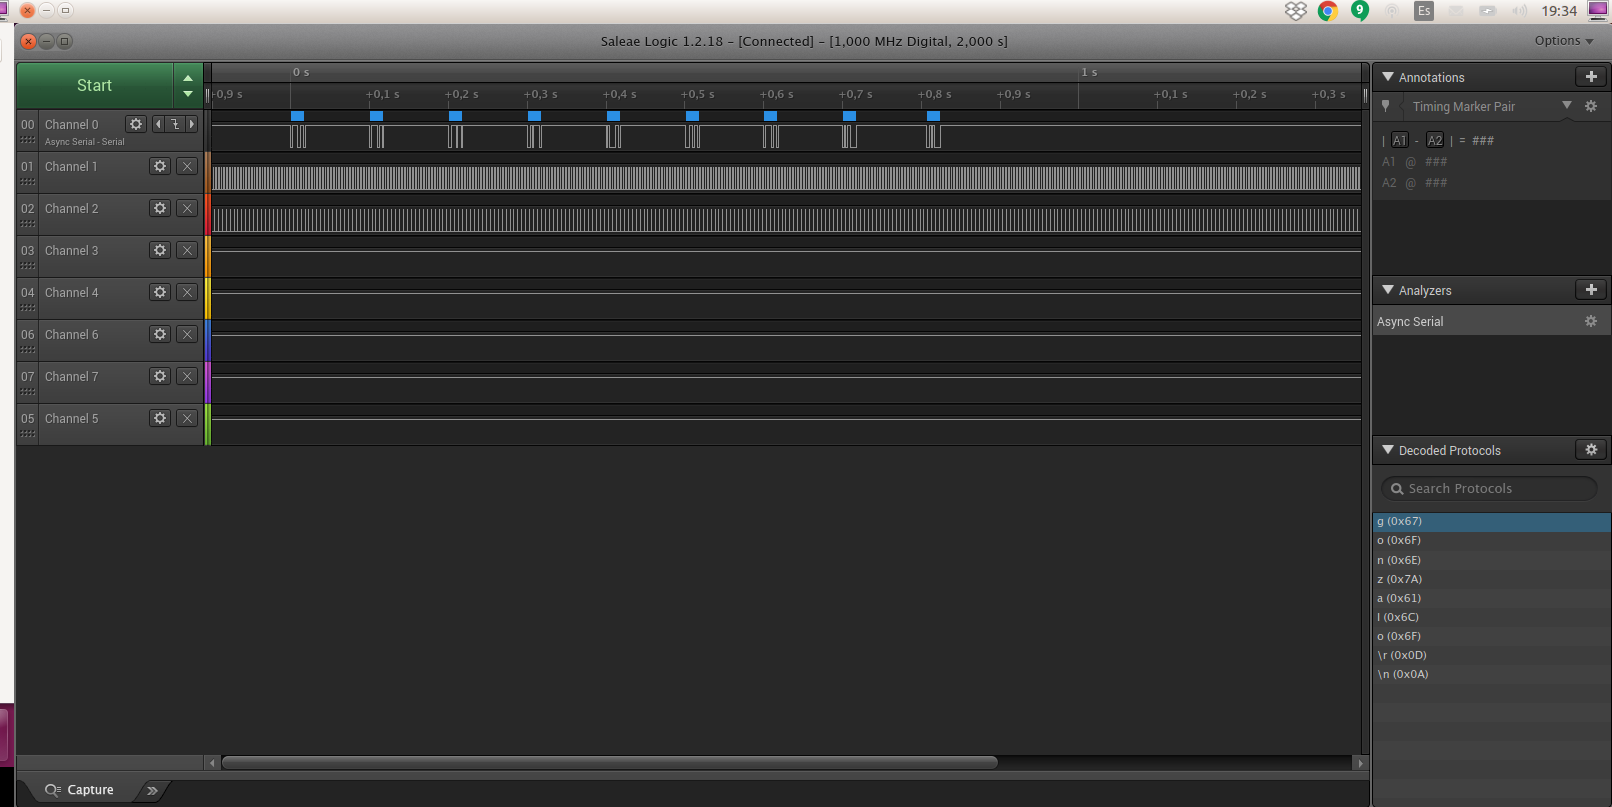 9
Es
19:34
Saleae Logic 1.2.18 – [Connected] – [1,000 MHz Digital, 2,000 s]
Options
Start
0 s
1 s
+0,9 s
+0,1 s
+0,2 s
+0,3 s
+0,4 s
+0,5 s
+0,6 s
+0,7 s
+0,8 s
+0,9 s
+0,1 s
+0,2 s
+0,3 s
00 Channel 0
Async Serial - Serial
01 Channel 1
02 Channel 2
03 Channel 3
04 Channel 4
06 Channel 6
07 Channel 7
05 Channel 5
Capture
Annotations
Timing Marker Pair
| A1 - A2 | = ###
A1 @ ###
A2 @ ###
Analyzers
Async Serial
Decoded Protocols
Search Protocols
g (0x67)
o (0x6F)
n (0x6E)
z (0x7A)
a (0x61)
l (0x6C)
o (0x6F)
\r (0x0D)
\n (0x0A)